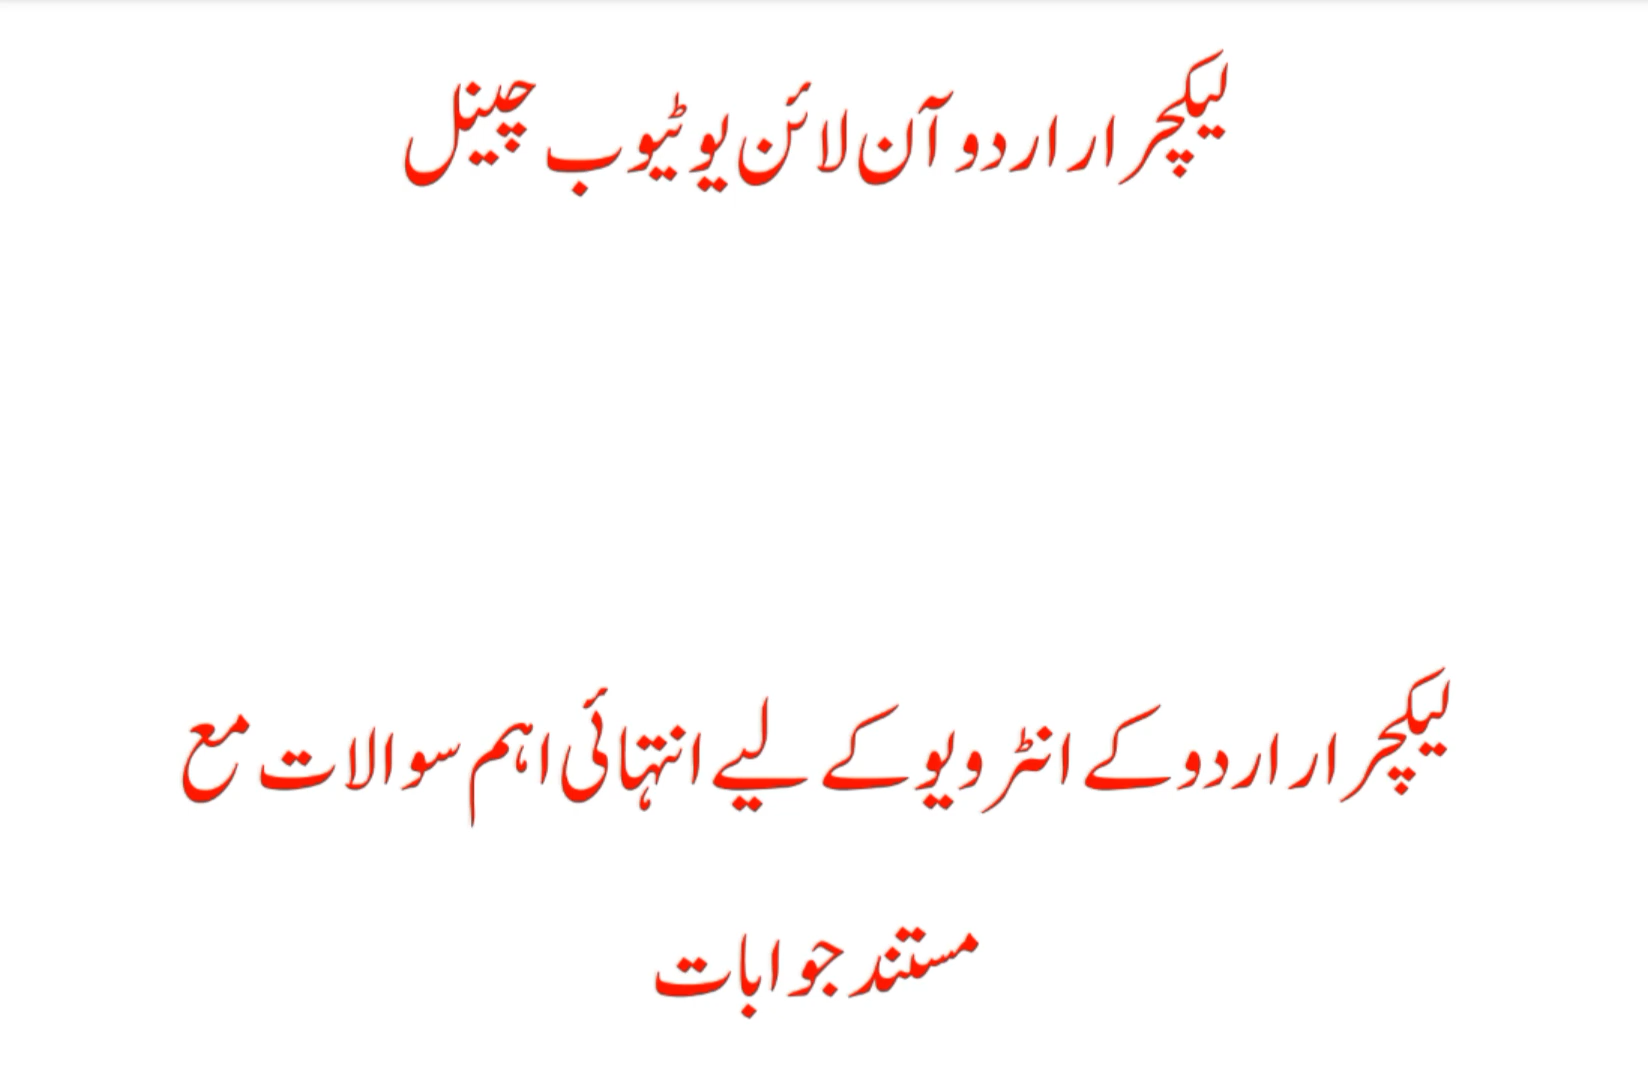 لیکچرار اردو آن لائن یوٹیوب چینل
لیکچرار اردو کے انٹرویو کے لیے انتہائی اہم سوالات مع
مستند جوابات